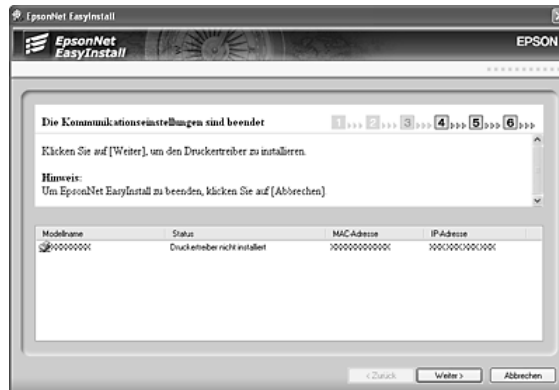 EpsonNet EasyInstall
EpsonNet
EasyInstall
EPSON
Die Kommunikationseinstellungen sind beendet
1 2 3 4 5 6
Klicken Sie auf [Weiter], um den Druckertreiber zu installieren.
Hinweis:
Um EpsonNet EasyInstall zu beenden, klicken Sie auf [Abbrechen]
Modellname Status MAC-Adresse IP-Adresse
XXXXXXXX Druckertreiber nicht installiert XXXXXXXXXXXX XXX.XXX.XXX.XXX
< Zurück Weiter > Abbrechen